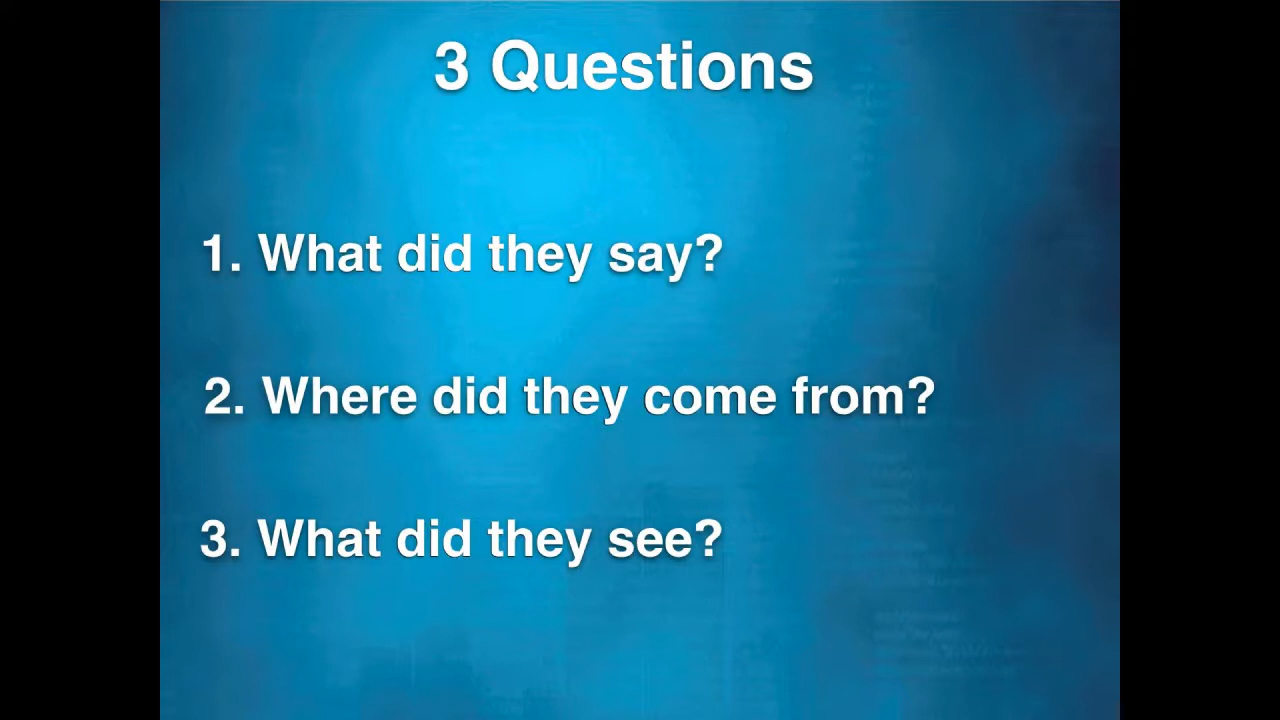 3 Questions
1. What did they say?
2. Where did they come from?
3. What did they see?